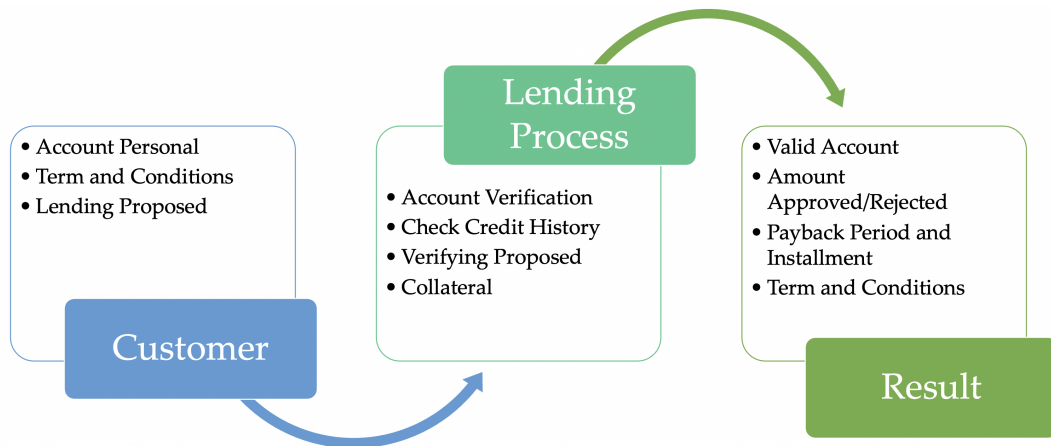 • Account Personal
• Term and Conditions
• Lending Proposed
Customer
Lending
Process
• Account Verification
• Check Credit History
• Verifying Proposed
• Collateral
• Valid Account
• Amount
Approved/Rejected
• Payback Period and
Installment
• Term and Conditions
Result